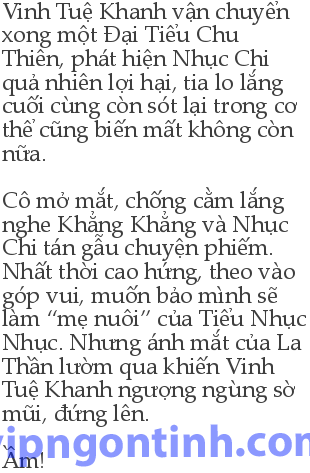 Vinh Tuệ Khanh vận chuyển
xong một Đại Tiểu Chu
Thiên, phát hiện Nhục Chi
quả nhiên lợi hại, tia lo lắng
cuối cùng còn sót lại trong cơ
thể cũng biến mất không còn
nữa.
Cô mở mắt, chống cằm lắng
nghe Khẳng Khẳng và Nhục
Chi tán gẫu chuyện phiếm.
Nhất thời cao hứng, theo vào
góp vui, muốn bảo mình sẽ
làm “mẹ nuôi” của Tiểu Nhục
Nhục. Nhưng ánh mắt của La
Thần lườm qua khiến Vinh
Tuệ Khanh ngượng ngùng sờ
mũi, đứng lên.
Ầm!
vipngontinh.com